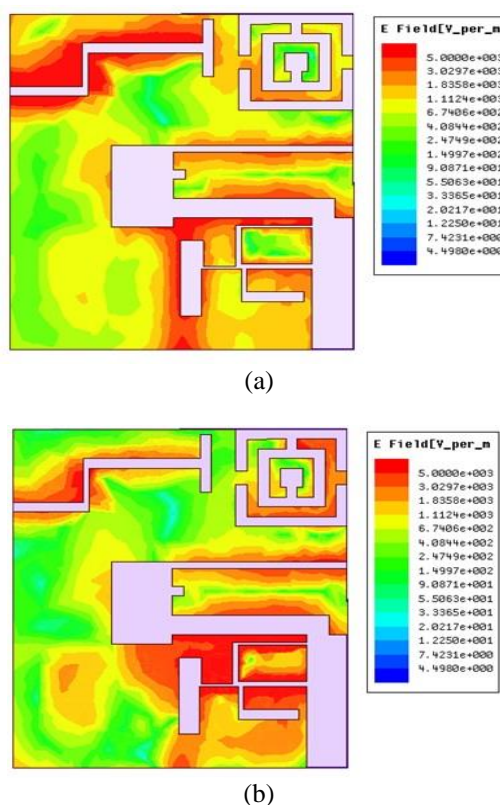 E Field[V_per_m
5.0000e+003
3.0297e+003
1.8358e+003
1.1124e+003
6.7406e+002
4.0844e+002
2.4749e+002
1.4997e+002
9.0871e+001
5.5063e+001
3.3365e+001
2.0217e+001
1.2250e+001
7.4231e+000
4.4980e+000
(a)
E Field[V_per_m
5.0000e+003
3.0297e+003
1.8358e+003
1.1124e+003
6.7406e+002
4.0844e+002
2.4749e+002
1.4997e+002
9.0871e+001
5.5063e+001
3.3365e+001
2.0217e+001
1.2250e+001
7.4231e+000
4.4980e+000
(b)